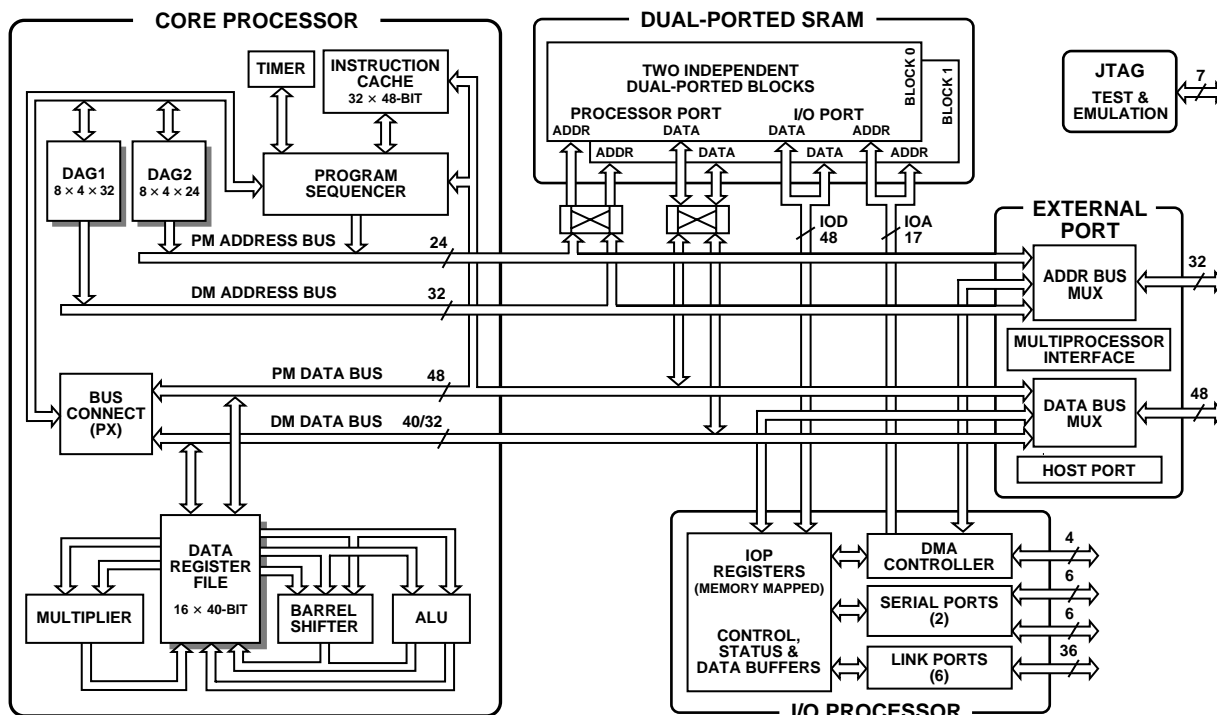 CORE PROCESSOR
TIMER
INSTRUCTION
CACHE
32 × 48-BIT
DAG1
8 × 4 × 32
DAG2
8 × 4 × 24
PROGRAM
SEQUENCER
PM ADDRESS BUS
24
DM ADDRESS BUS
32
BUS
CONNECT
(PX)
PM DATA BUS
48
DM DATA BUS
40/32
DATA
REGISTER
FILE
16 × 40-BIT
MULTIPLIER
BARREL
SHIFTER
ALU
DUAL-PORTED SRAM
TWO INDEPENDENT
DUAL-PORTED BLOCKS
BLOCK 0
BLOCK 1
PROCESSOR PORT
I/O PORT
ADDR
DATA
DATA
ADDR
ADDR
DATA
DATA
ADDR
IOD
48
IOA
17
JTAG
TEST &
EMULATION
7
EXTERNAL
PORT
ADDR BUS
MUX
32
MULTIPROCESSOR
INTERFACE
DATA BUS
MUX
48
HOST PORT
IOP
REGISTERS
(MEMORY MAPPED)
CONTROL,
STATUS &
DATA BUFFERS
DMA
CONTROLLER
4
SERIAL PORTS
(2)
6
6
LINK PORTS
(6)
36
I/O PROCESSOR